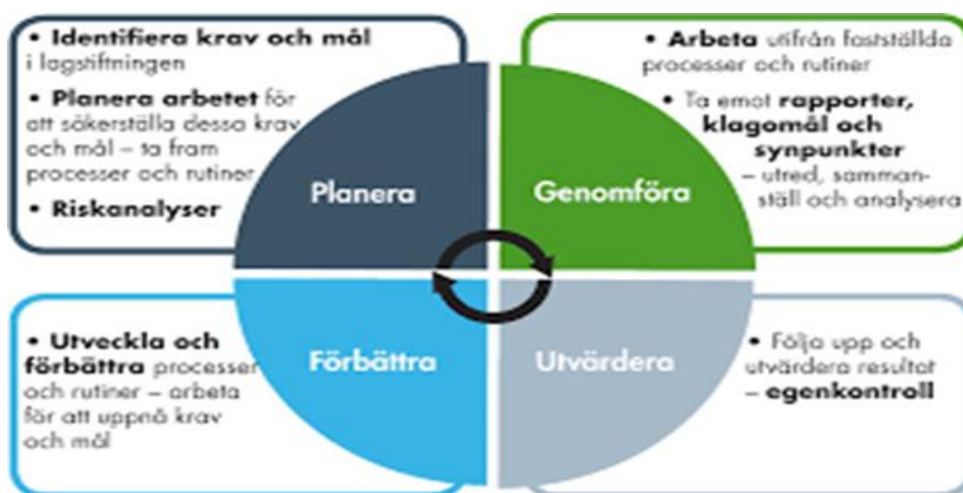 • Identifiera krav och mål
i lagstiftningen
• Planera arbetet för
att säkerställa dessa krav
och mål – ta fram
processer och rutiner
• Riskanalyser
Planera
• Arbeta utifrån fastställda
processer och rutiner
• Ta emot rapporter,
klagomål och
synpunkter
– utred, samman-
ställ och analysera
Genomföra
• Utveckla och
förbättra processer
och rutiner – arbeta
för att uppnå krav
och mål
Förbättra
Utvärdera
• Följa upp och
utvärdera resultat
– egenkontroll